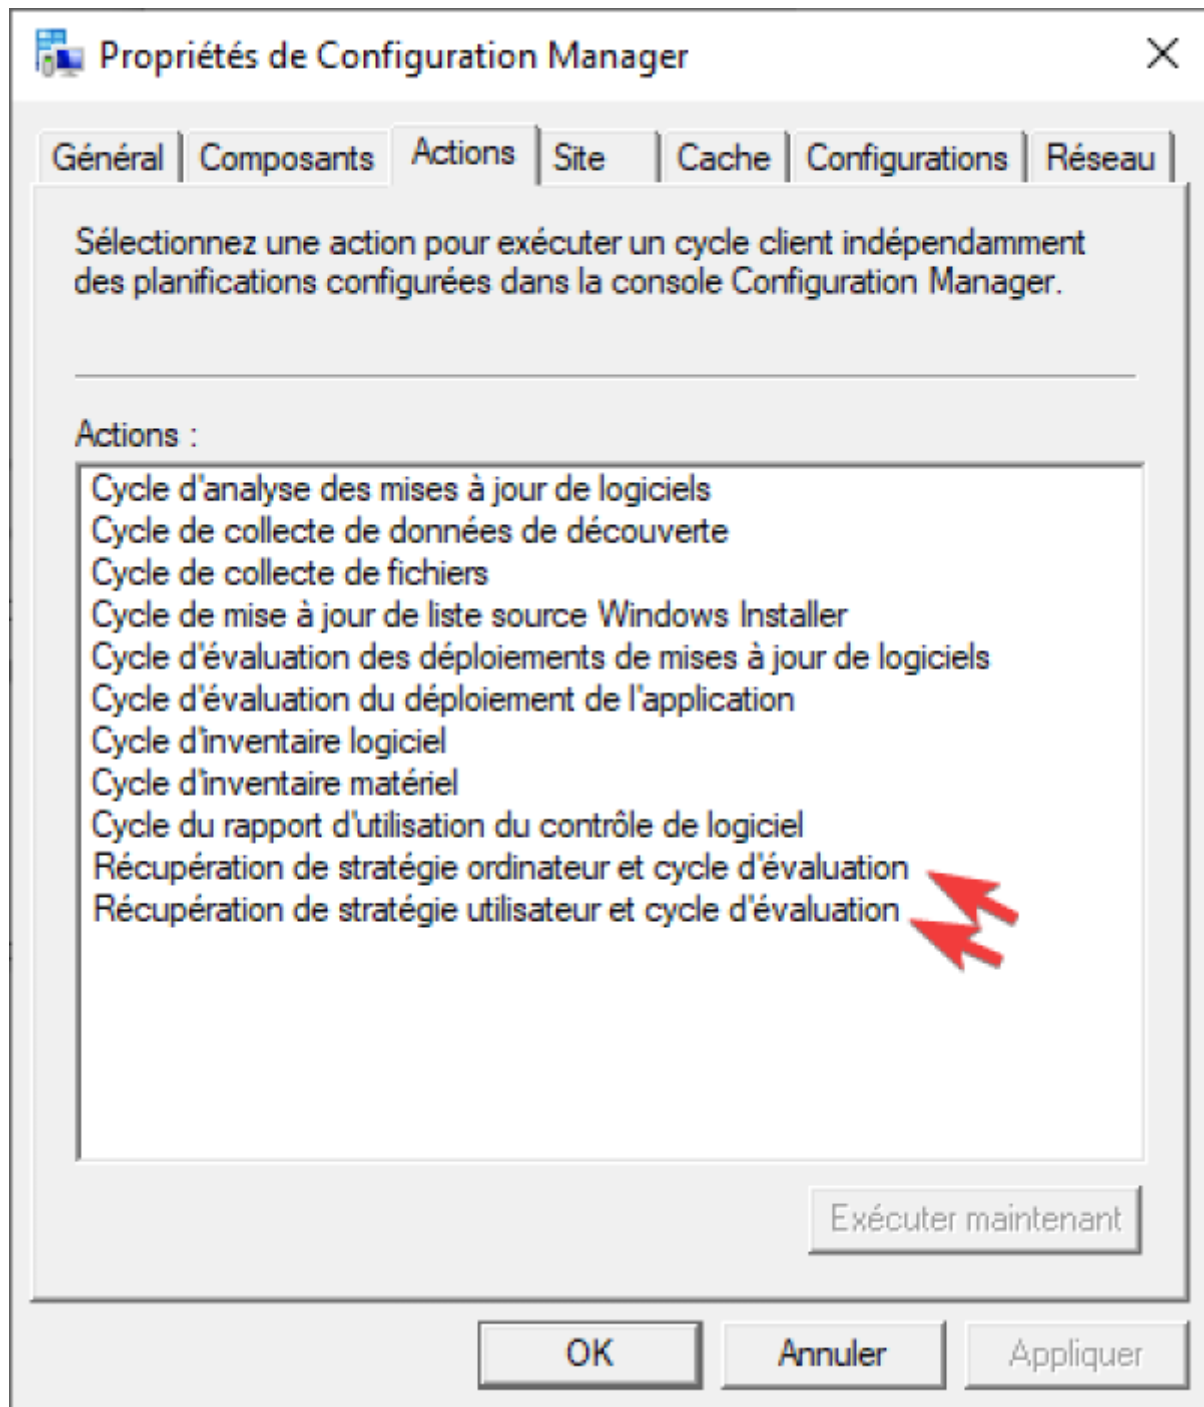 Propriétés de Configuration Manager
Général Composants Actions Site Cache Configurations Réseau
Sélectionnez une action pour exécuter un cycle client indépendamment
des planifications configurées dans la console Configuration Manager.
Actions :
Cycle d'analyse des mises à jour de logiciels
Cycle de collecte de données de découverte
Cycle de collecte de fichiers
Cycle de mise à jour de liste source Windows Installer
Cycle d'évaluation des déploiements de mises à jour de logiciels
Cycle d'évaluation du déploiement de l'application
Cycle d'inventaire logiciel
Cycle d'inventaire matériel
Cycle du rapport d'utilisation du contrôle de logiciel
Récupération de stratégie ordinateur et cycle d'évaluation
Récupération de stratégie utilisateur et cycle d'évaluation
Exécuter maintenant
OK Annuler Appliquer